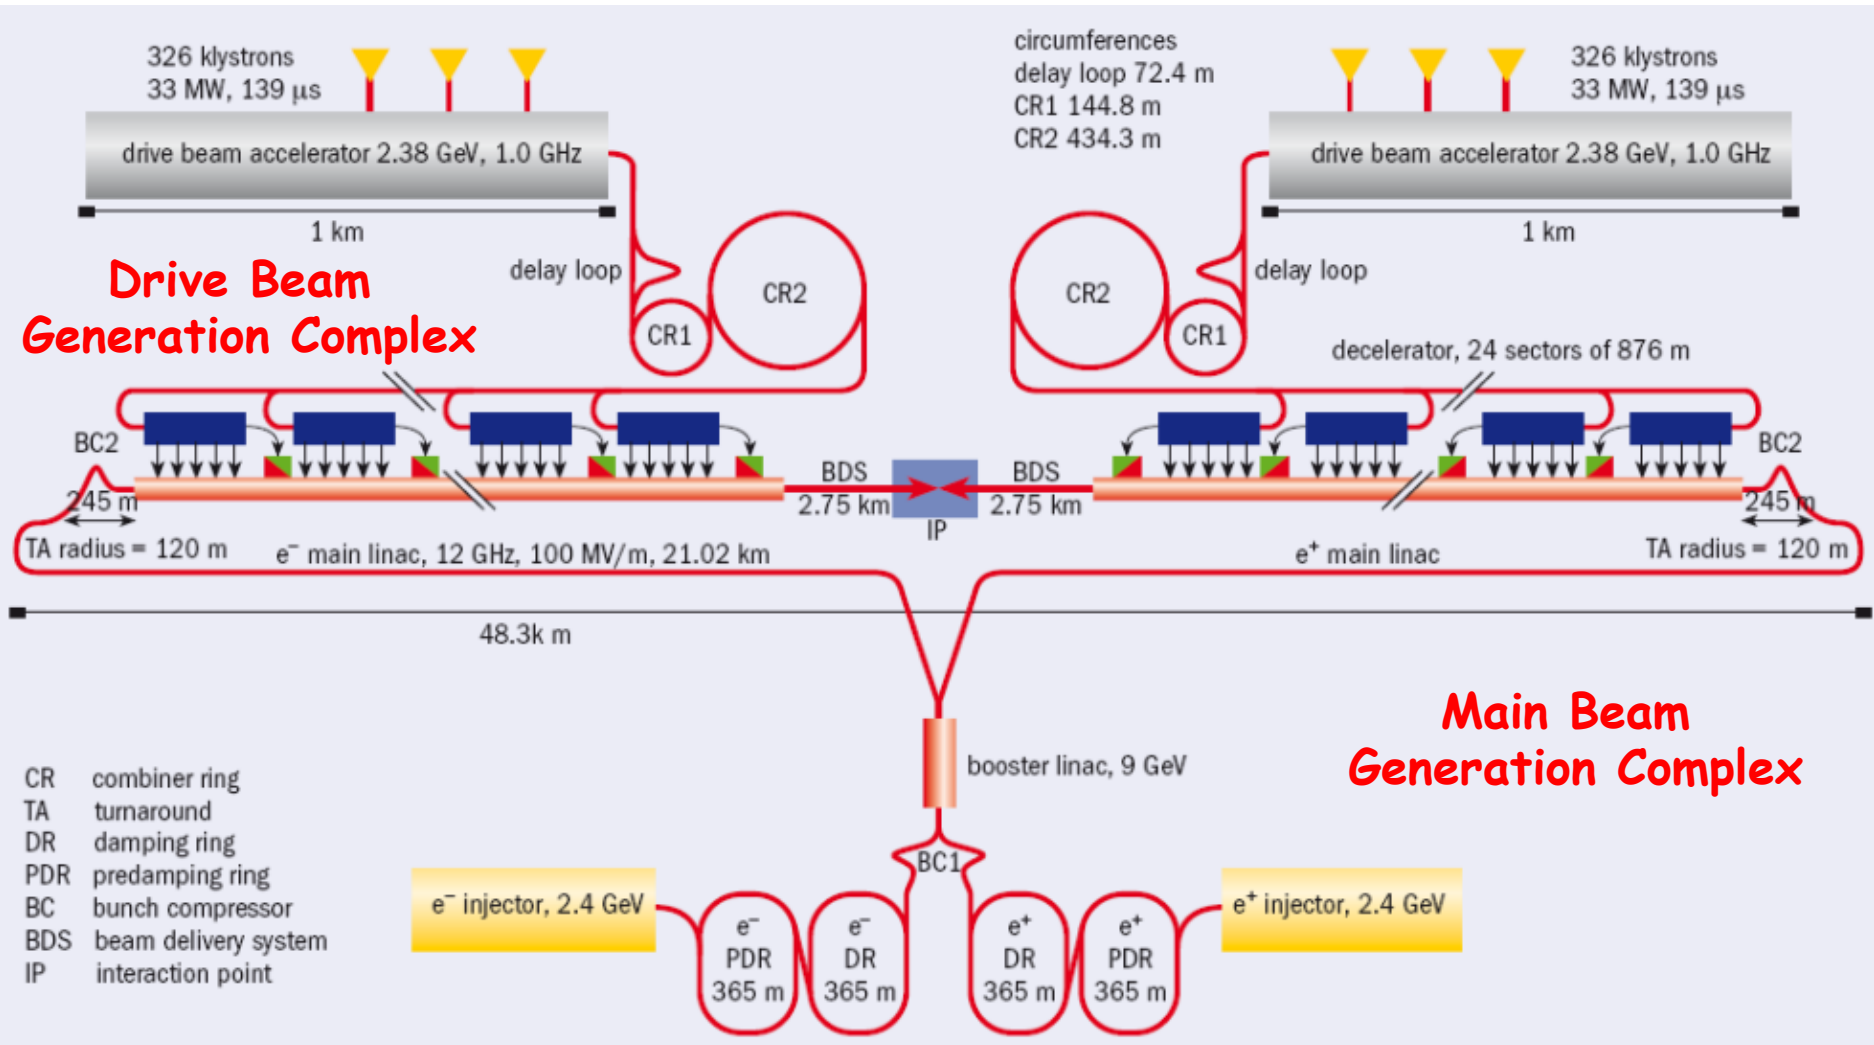 326 klystrons
33 MW, 139 μs
circumferences
delay loop 72.4 m
CR1 144.8 m
CR2 434.3 m
326 klystrons
33 MW, 139 μs
drive beam accelerator 2.38 GeV, 1.0 GHz
drive beam accelerator 2.38 GeV, 1.0 GHz
1 km
1 km
Drive Beam
Generation Complex
delay loop
CR2
CR1
CR2
CR1
delay loop
decelerator, 24 sectors of 876 m
BC2
BC2
245 m
BDS
2.75 km
IP
BDS
2.75 km
245 m
TA radius = 120 m
e⁻ main linac, 12 GHz, 100 MV/m, 21.02 km
e⁺ main linac
TA radius = 120 m
48.3k m
Main Beam
Generation Complex
booster linac, 9 GeV
CR combiner ring
TA turnaround
DR damping ring
PDR predamping ring
BC bunch compressor
BDS beam delivery system
IP interaction point
BC1
e⁻ injector, 2.4 GeV
e⁻
PDR
365 m
e⁻
DR
365 m
e⁺
DR
365 m
e⁺
PDR
365 m
e⁺ injector, 2.4 GeV